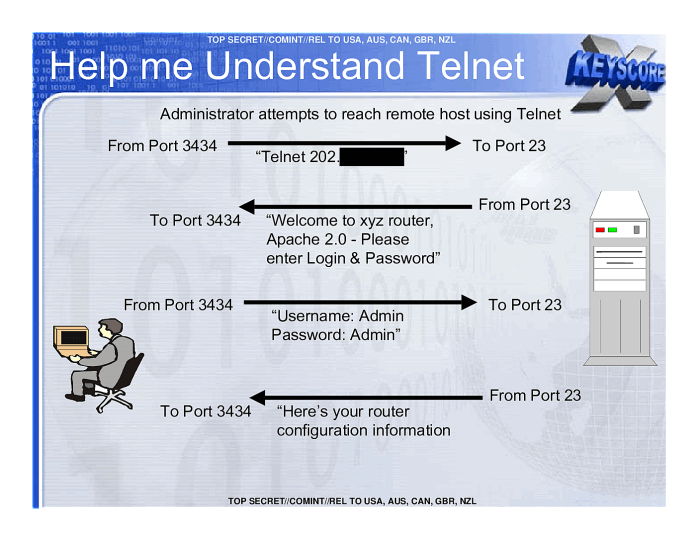 TOP SECRET//COMINT//REL TO USA, AUS, CAN, GBR, NZL
Help me Understand Telnet
X
KEYSCORE
Administrator attempts to reach remote host using Telnet
From Port 3434
To Port 23
“Telnet 202. ”
From Port 23
To Port 3434
“Welcome to xyz router,
Apache 2.0 - Please
enter Login & Password”
From Port 3434
To Port 23
“Username: Admin
Password: Admin”
From Port 23
To Port 3434
“Here’s your router
configuration information
TOP SECRET//COMINT//REL TO USA, AUS, CAN, GBR, NZL